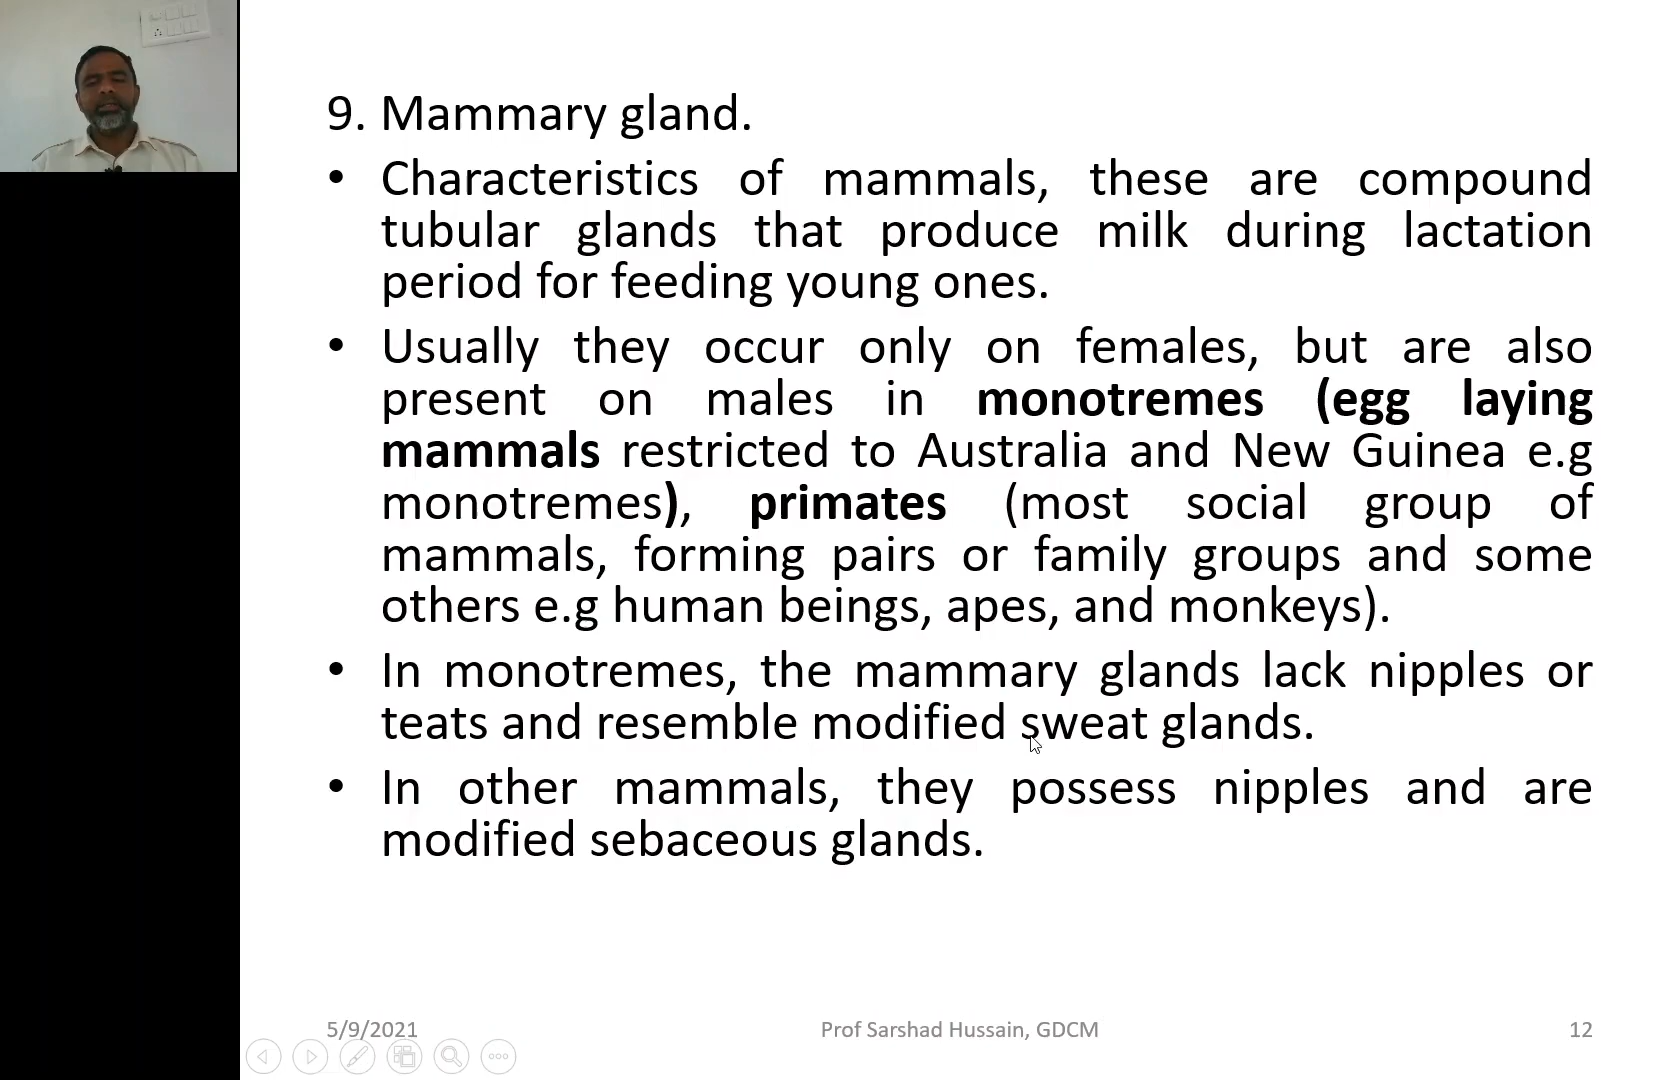 9. Mammary gland.
• Characteristics of mammals, these are compound
tubular glands that produce milk during lactation
period for feeding young ones.
• Usually they occur only on females, but are also
present on males in monotremes (egg laying
mammals restricted to Australia and New Guinea e.g
monotremes), primates (most social group of
mammals, forming pairs or family groups and some
others e.g human beings, apes, and monkeys).
• In monotremes, the mammary glands lack nipples or
teats and resemble modified sweat glands.
• In other mammals, they possess nipples and are
modified sebaceous glands.
5/9/2021
Prof Sarshad Hussain, GDCM
12